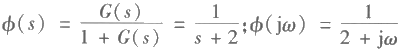 ϕ(s) = G(s) / (1 + G(s)) = 1 / (s + 2); ϕ(jω) = 1 / (2 + jω)